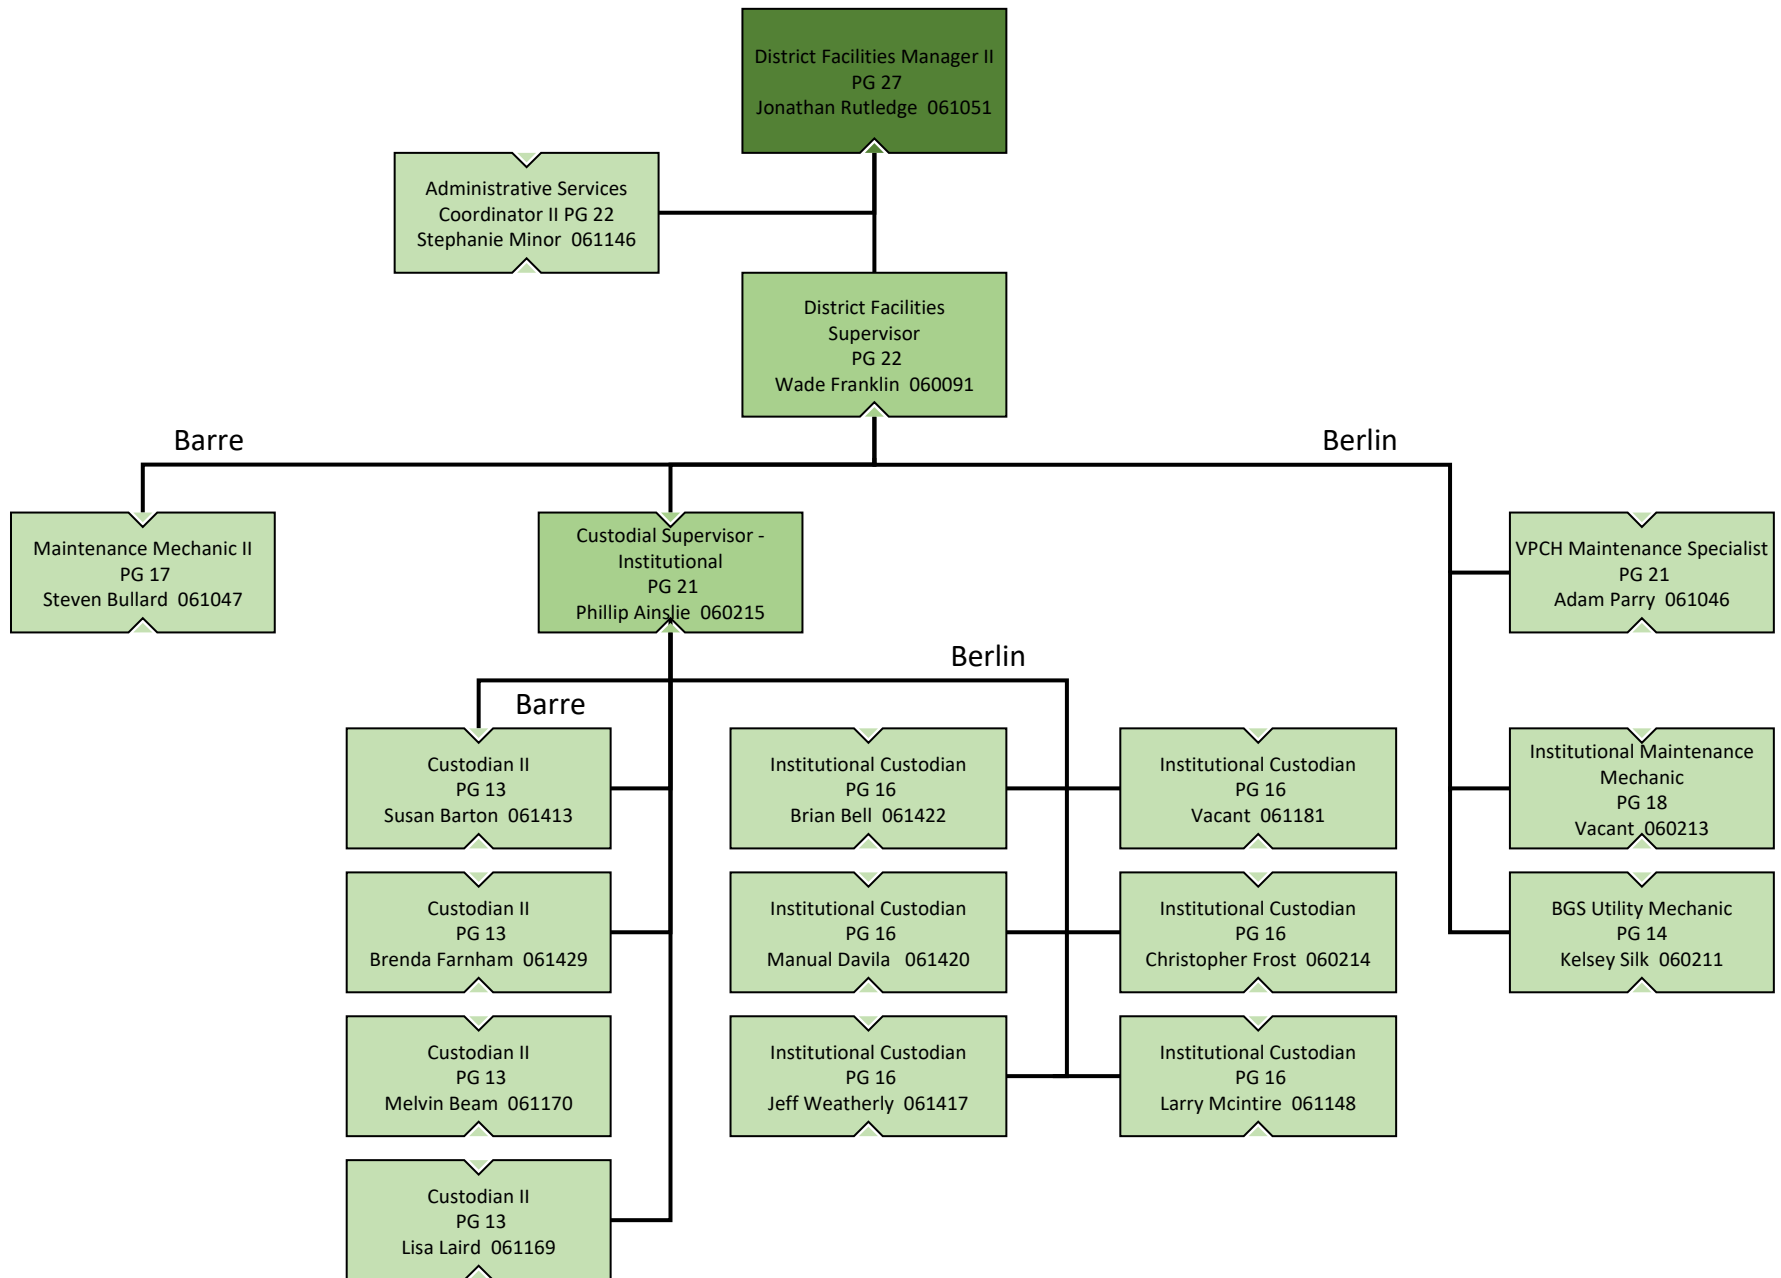 District Facilities Manager II
PG 27
Jonathan Rutledge 061051
Administrative Services
Coordinator II PG 22
Stephanie Minor 061146
District Facilities
Supervisor
PG 22
Wade Franklin 060091
Barre
Berlin
Maintenance Mechanic II
PG 17
Steven Bullard 061047
Custodial Supervisor -
Institutional
PG 21
Phillip Ainslie 060215
VPCH Maintenance Specialist
PG 21
Adam Parry 061046
Berlin
Barre
Custodian II
PG 13
Susan Barton 061413
Institutional Custodian
PG 16
Brian Bell 061422
Institutional Custodian
PG 16
Vacant 061181
Institutional Maintenance
Mechanic
PG 18
Vacant 060213
Custodian II
PG 13
Brenda Farnham 061429
Institutional Custodian
PG 16
Manual Davila 061420
Institutional Custodian
PG 16
Christopher Frost 060214
BGS Utility Mechanic
PG 14
Kelsey Silk 060211
Custodian II
PG 13
Melvin Beam 061170
Institutional Custodian
PG 16
Jeff Weatherly 061417
Institutional Custodian
PG 16
Larry Mcintire 061148
Custodian II
PG 13
Lisa Laird 061169